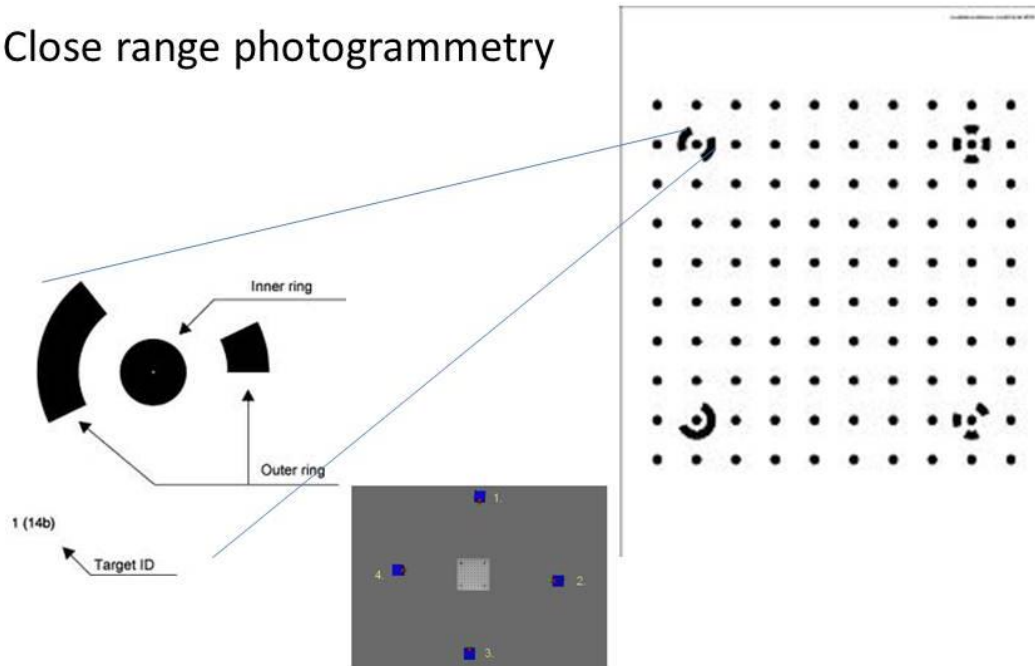 Close range photogrammetry
Inner ring
Outer ring
1 (14b)
Target ID
1.
2.
3.
4.